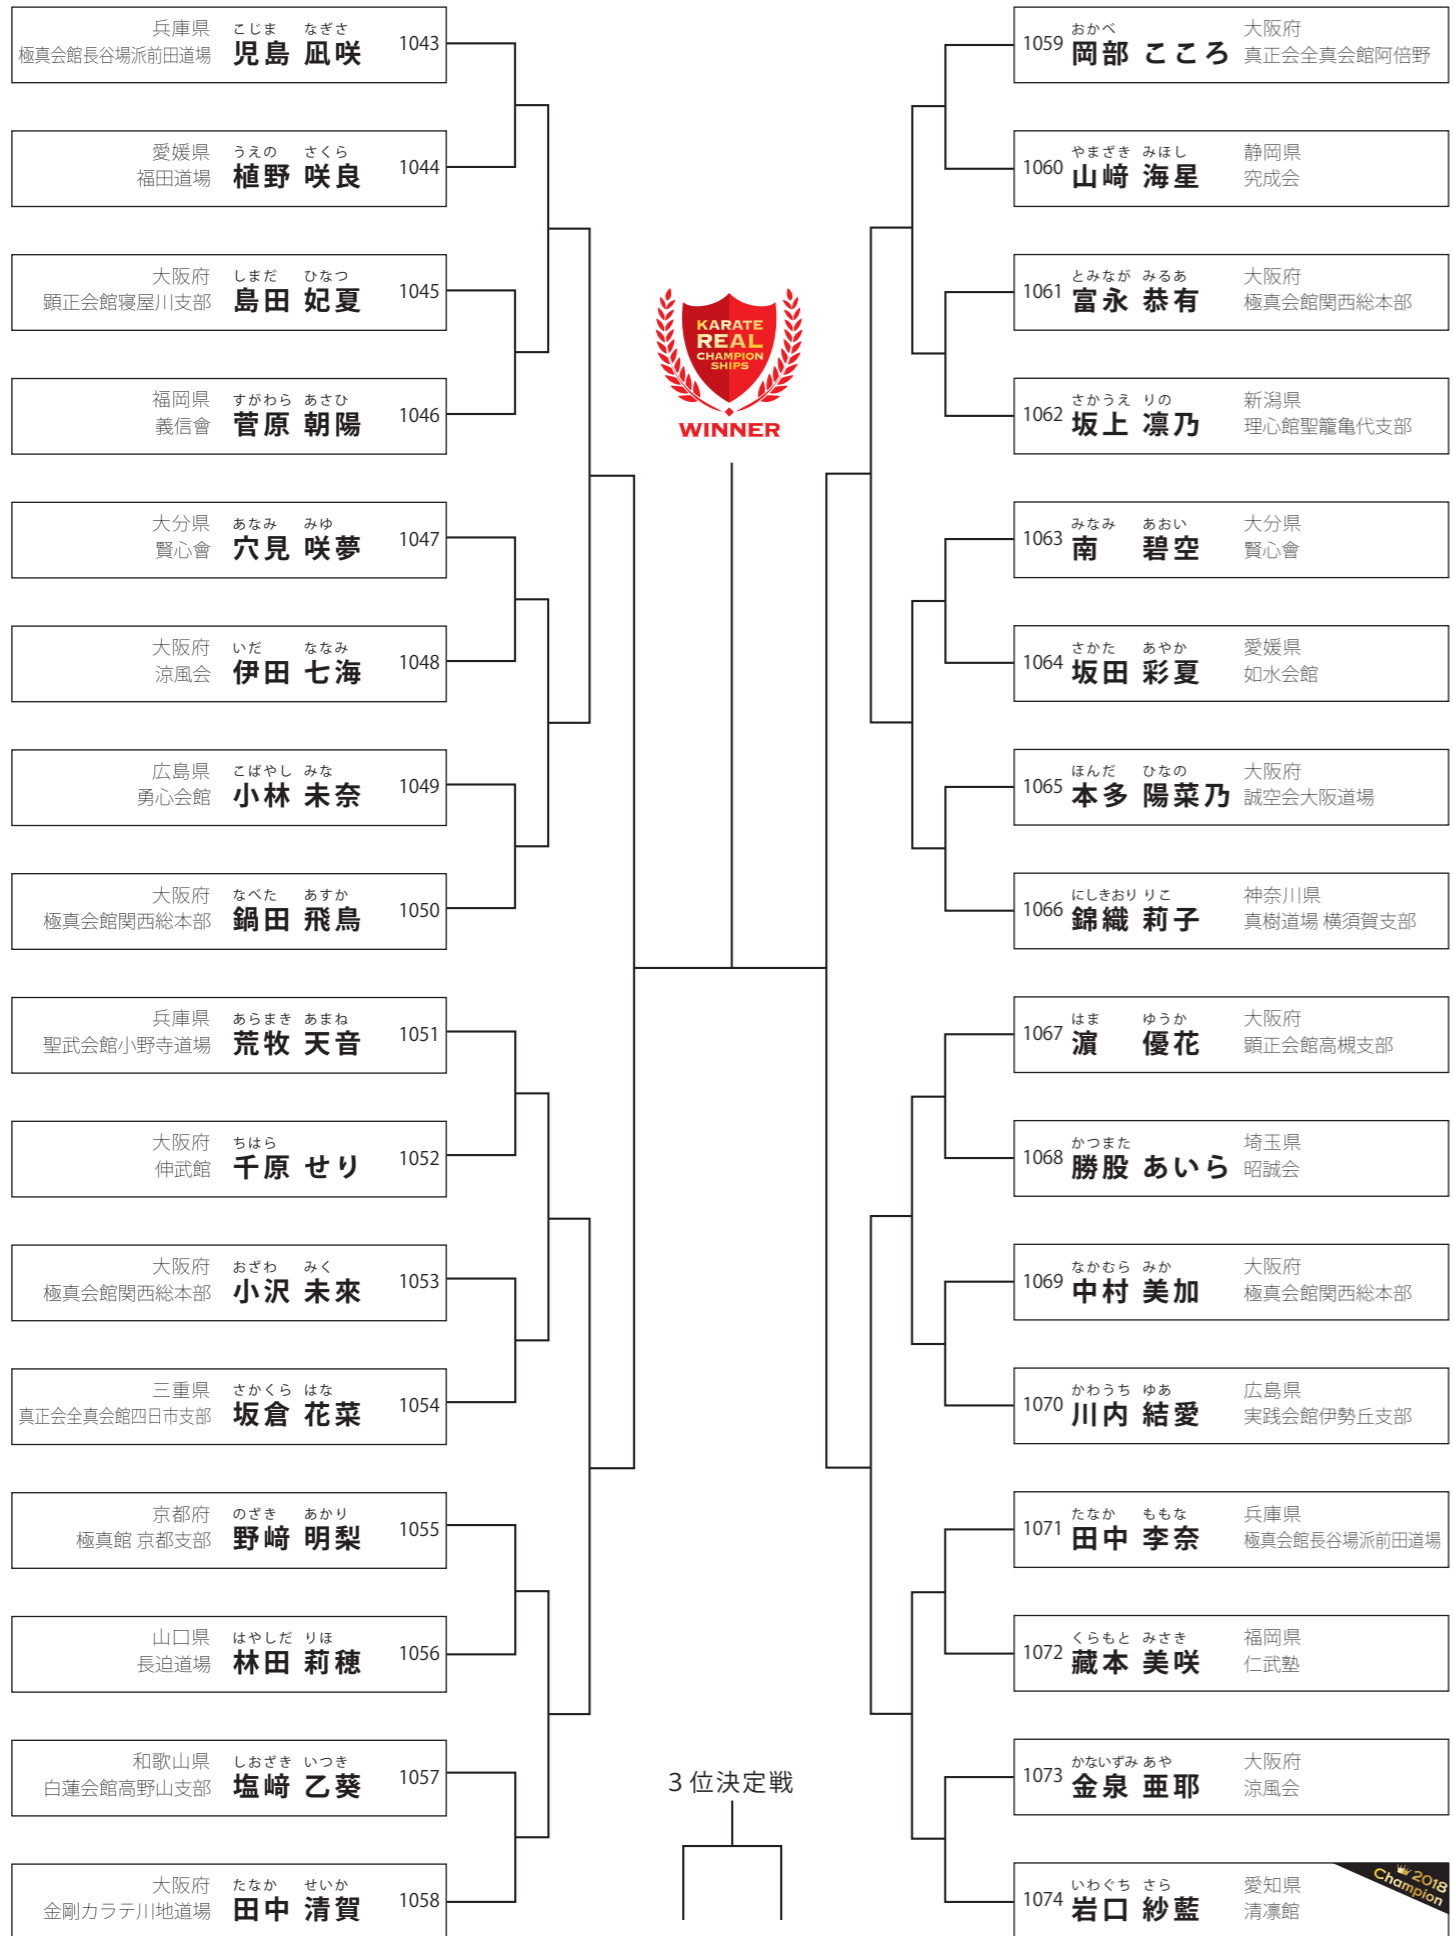 兵庫県
極真会館長谷場派前田道場
こじま なぎさ
児島 凪咲
1043
愛媛県
福田道場
うえの さくら
植野 咲良
1044
大阪府
顕正会館寝屋川支部
しまだ ひなつ
島田 妃夏
1045
福岡県
義信會
すがわら あさひ
菅原 朝陽
1046
大分県
賢心會
あなみ みゆ
穴見 咲夢
1047
大阪府
涼風会
いだ ななみ
伊田 七海
1048
広島県
勇心会館
こばやし みな
小林 未奈
1049
大阪府
極真会館関西総本部
なべた あすか
鍋田 飛鳥
1050
兵庫県
聖武会館小野寺道場
あらまき あまね
荒牧 天音
1051
大阪府
伸武館
ちはら
千原 せり
1052
大阪府
極真会館関西総本部
おざわ みく
小沢 未來
1053
三重県
真正会全真会館四日市支部
さかくら はな
坂倉 花菜
1054
京都府
極真館 京都支部
のざき あかり
野﨑 明梨
1055
山口県
長迫道場
はやしだ りほ
林田 莉穂
1056
和歌山県
白蓮会館高野山支部
しおざき いつき
塩﨑 乙葵
1057
大阪府
金剛カラテ川地道場
たなか せいか
田中 清賀
1058
KARATE
REAL
CHAMPION
SHIPS
WINNER
3位決定戦
1059
おかべ
岡部 こころ
大阪府
真正会全真会館阿倍野
1060
やまざき みほし
山﨑 海星
静岡県
究成会
1061
とみなが みるあ
富永 恭有
大阪府
極真会館関西総本部
1062
さかうえ りの
坂上 凛乃
新潟県
理心館聖籠亀代支部
1063
みなみ あおい
南 碧空
大分県
賢心會
1064
さかた あやか
坂田 彩夏
愛媛県
如水会館
1065
ほんだ ひなの
本多 陽菜乃
大阪府
誠空会大阪道場
1066
にしきおり りこ
錦織 莉子
神奈川県
真樹道場 横須賀支部
1067
はま ゆうか
濵 優花
大阪府
顕正会館高槻支部
1068
かつまた
勝股 あいら
埼玉県
昭誠会
1069
なかむら みか
中村 美加
大阪府
極真会館関西総本部
1070
かわうち ゆあ
川内 結愛
広島県
実践会館伊勢丘支部
1071
たなか ももな
田中 李奈
兵庫県
極真会館長谷場派前田道場
1072
くらもと みさき
藏本 美咲
福岡県
仁武塾
1073
かないずみ あや
金泉 亜耶
大阪府
涼風会
1074
いわぐち さら
岩口 紗藍
愛知県
清凛館
2018
Champion